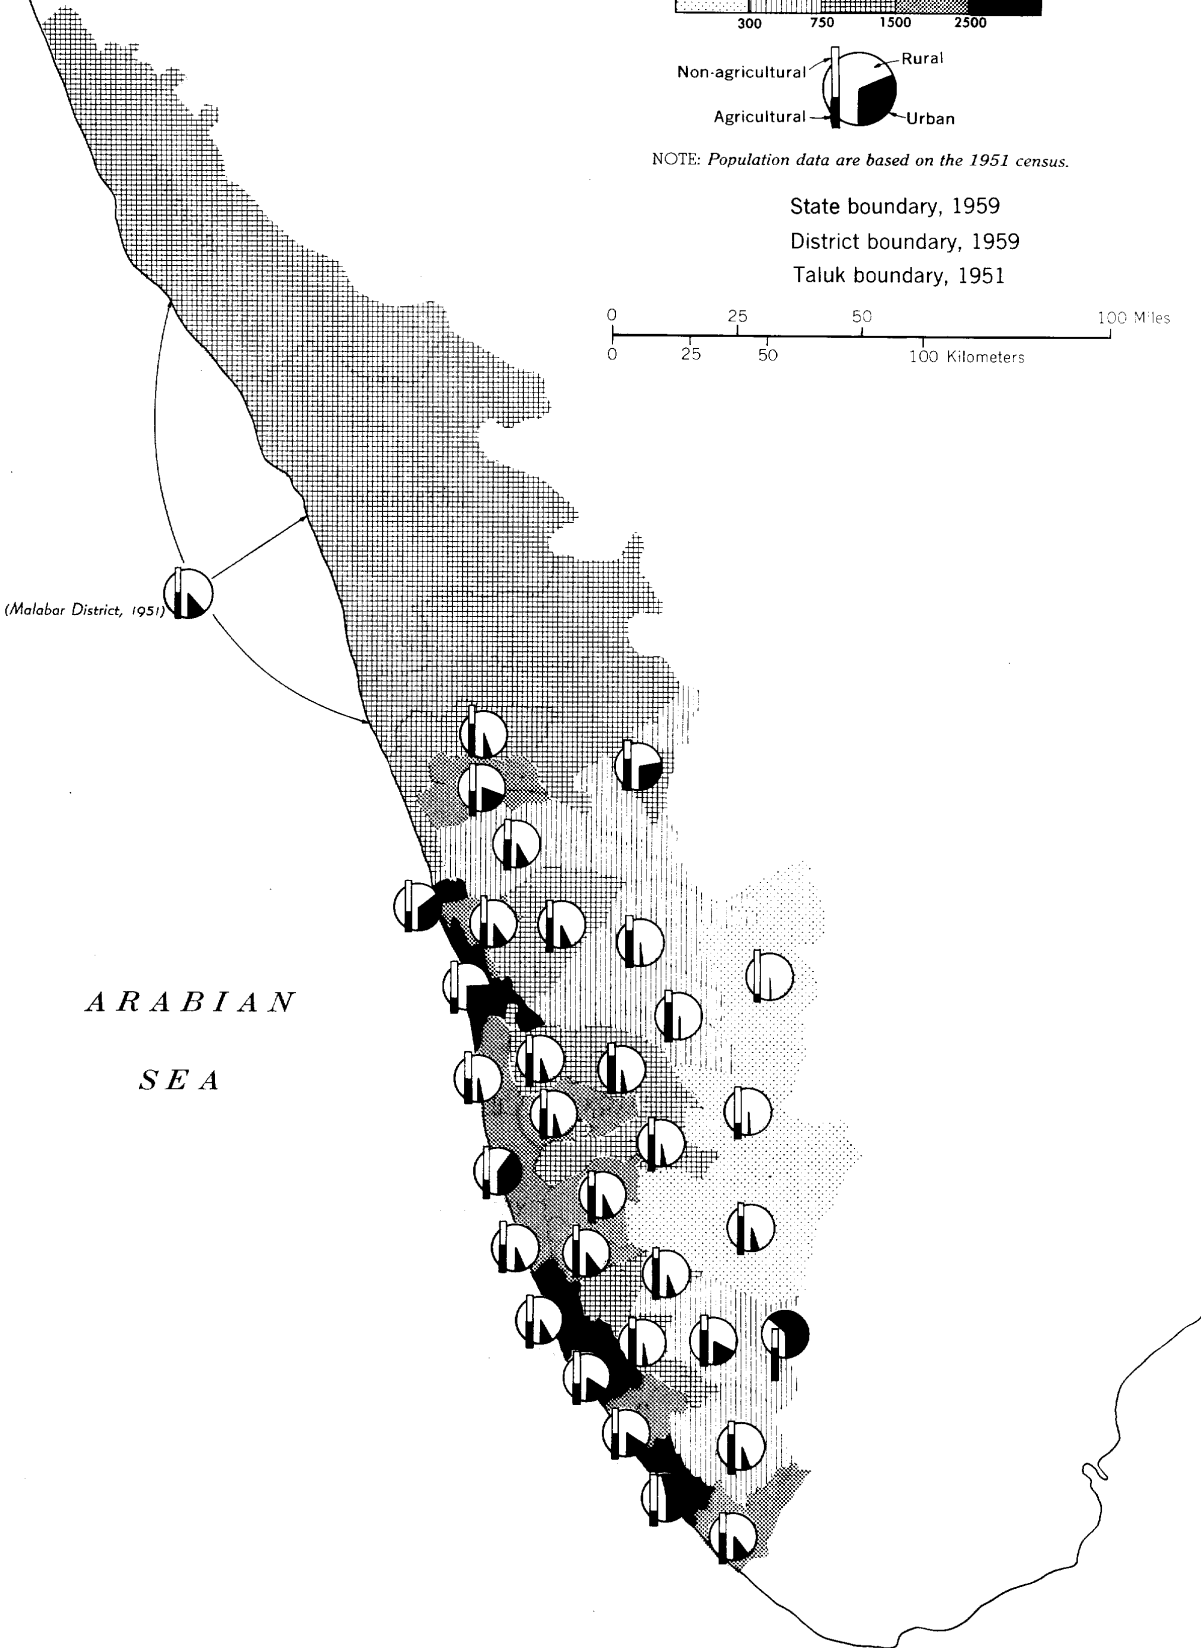 300 750 1500 2500
Non-agricultural
Rural
Agricultural
Urban
NOTE: Population data are based on the 1951 census.
State boundary, 1959
District boundary, 1959
Taluk boundary, 1951
0 25 50 100 Miles
0 25 50 100 Kilometers
(Malabar District, 1951)
ARABIAN
SEA